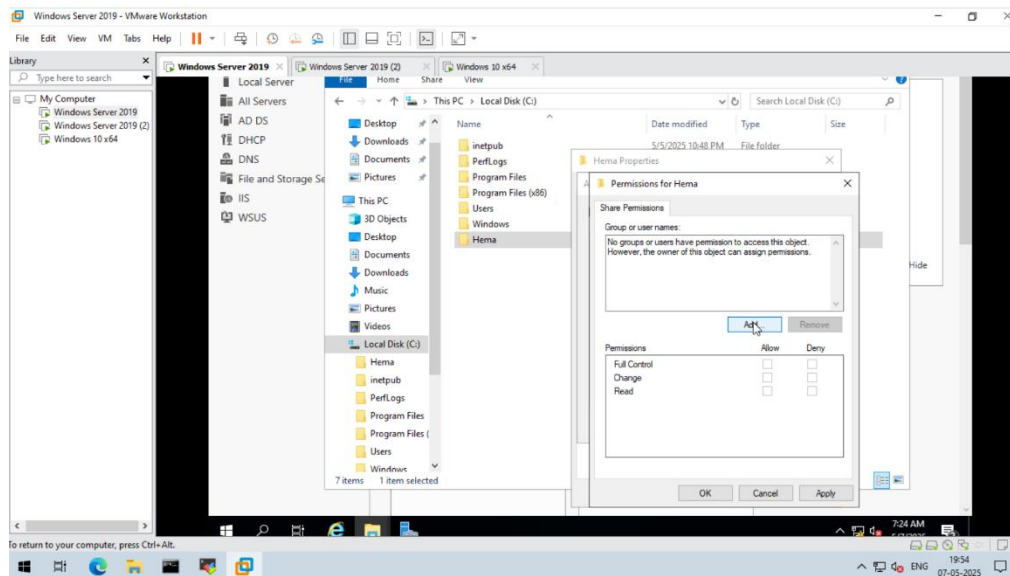 Windows Server 2019 - VMware Workstation
File Edit View VM Tabs Help
Library
Type here to search
My Computer
Windows Server 2019
Windows Server 2019 (2)
Windows 10 x64
Windows Server 2019
Windows Server 2019 (2)
Windows 10 x64
Local Server
All Servers
AD DS
DHCP
DNS
File and Storage Se
IIS
WSUS
File Home Share View
This PC > Local Disk (C:)
Search Local Disk (C:)
Desktop
Downloads
Documents
Pictures
This PC
3D Objects
Desktop
Documents
Downloads
Music
Pictures
Videos
Local Disk (C:)
Hema
inetpub
PerfLogs
Program Files
Program Files (
Users
Windows
Name Date modified Type Size
inetpub 5/5/2025 10:48 PM File folder
PerfLogs
Program Files
Program Files (x86)
Users
Windows
Hema
7 items 1 item selected
Hema Properties
Permissions for Hema
Share Permissions
Group or user names:
No groups or users have permission to access this object.
However, the owner of this object can assign permissions.
Add... Remove
Permissions Allow Deny
Full Control
Change
Read
OK Cancel Apply
Hide
7:24 AM
To return to your computer, press Ctrl+Alt.
ENG
19:54
07-05-2025